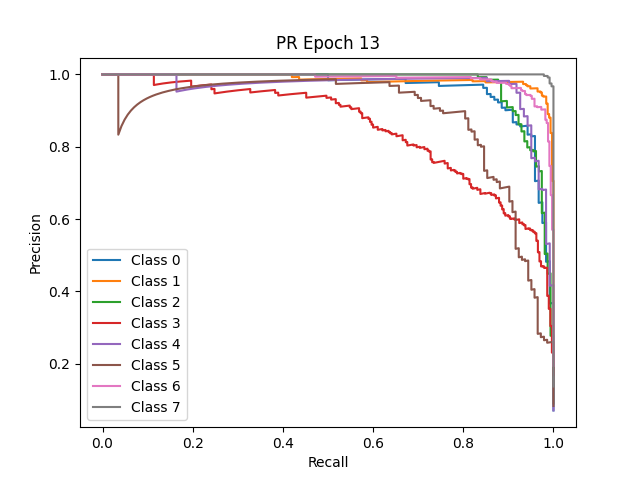 PR Epoch 13
1.0
0.8
0.6
0.4
0.2
Precision
Class 0
Class 1
Class 2
Class 3
Class 4
Class 5
Class 6
Class 7
0.0 0.2 0.4 0.6 0.8 1.0
Recall